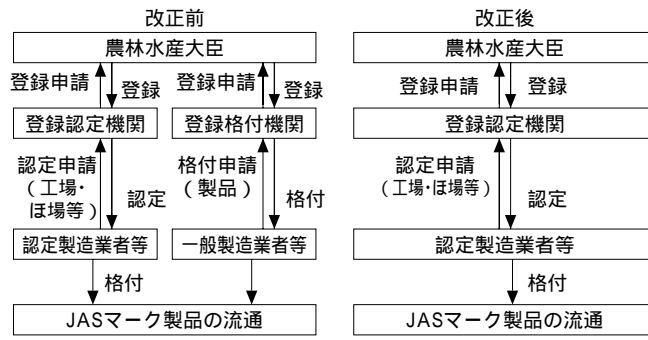 改正前
農林水産大臣
登録申請
登録
登録申請
登録
登録認定機関
登録格付機関
認定申請
(工場・
ほ場等)
認定
格付申請
(製品)
格付
認定製造業者等
一般製造業者等
格付
JASマーク製品の流通
改正後
農林水産大臣
登録申請
登録
登録認定機関
認定申請
(工場・ほ場等)
認定
認定製造業者等
格付
JASマーク製品の流通